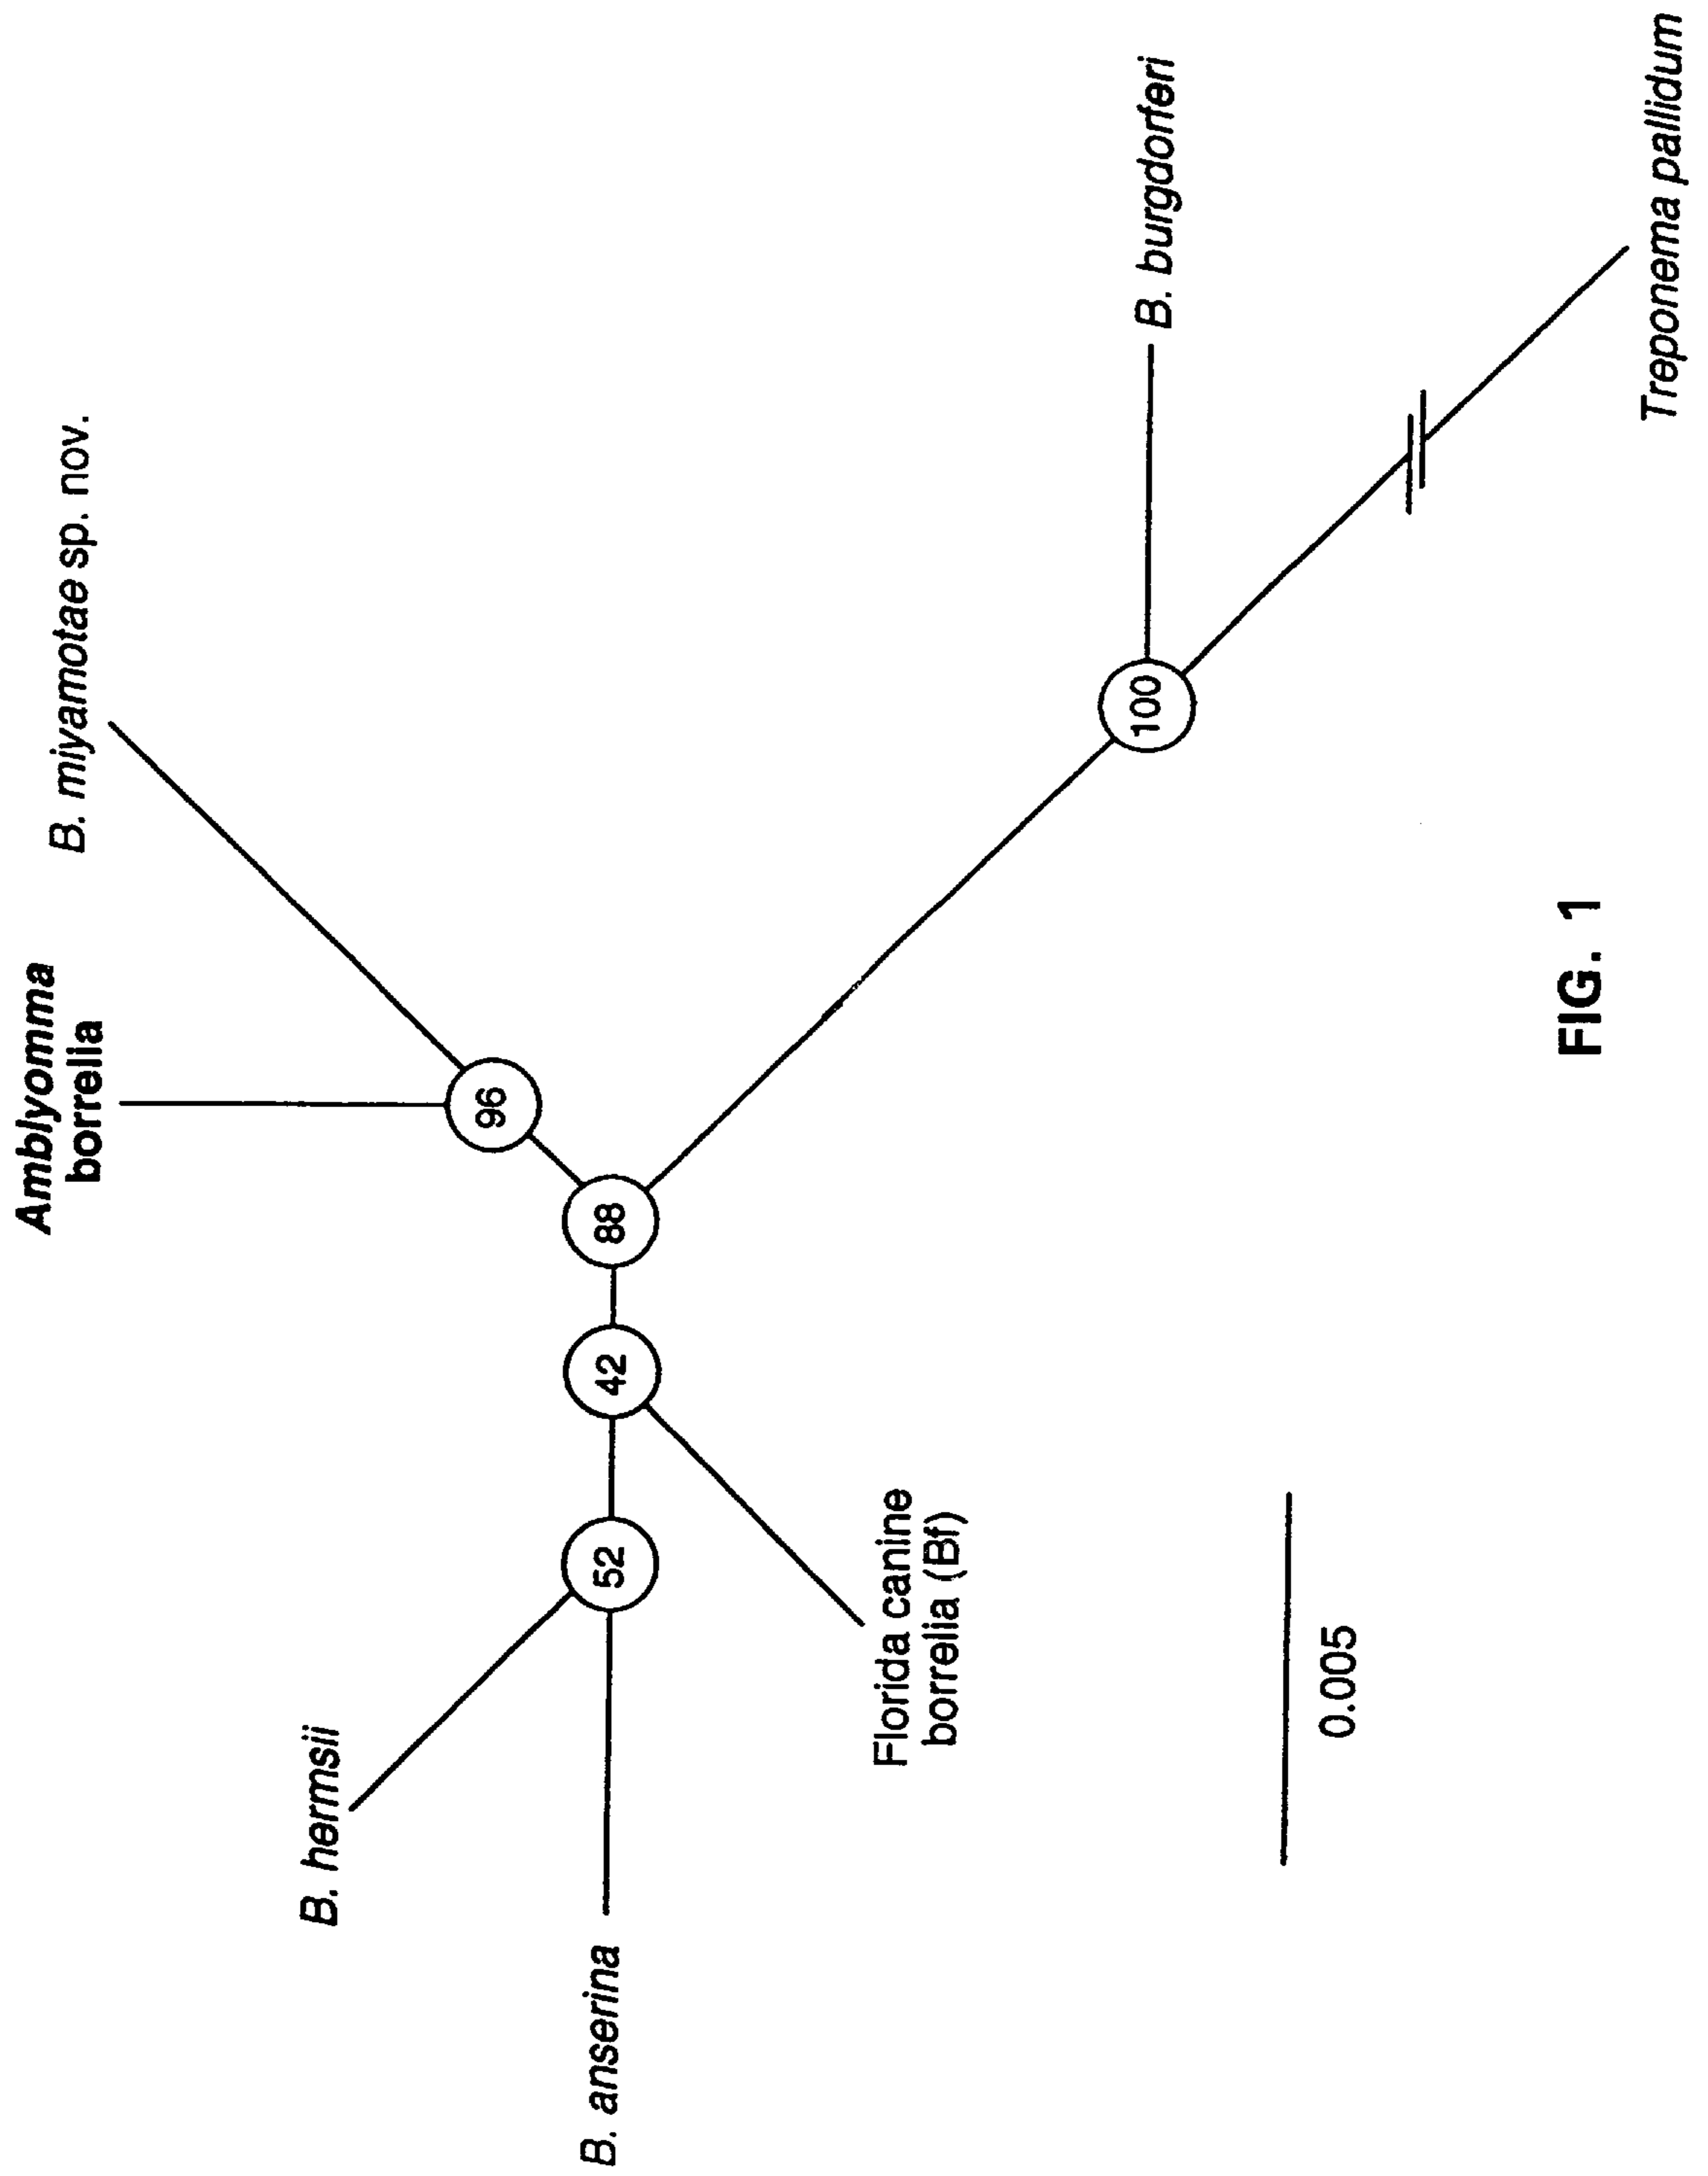 Amblyomma
borrelia
B. miyamotae sp. nov.
B. hermsii
96
B. anserina
52
42
88
Florida canine
borrelia (Bf)
100
B. burgdorferi
0.005
FIG. 1
Treponema pallidum